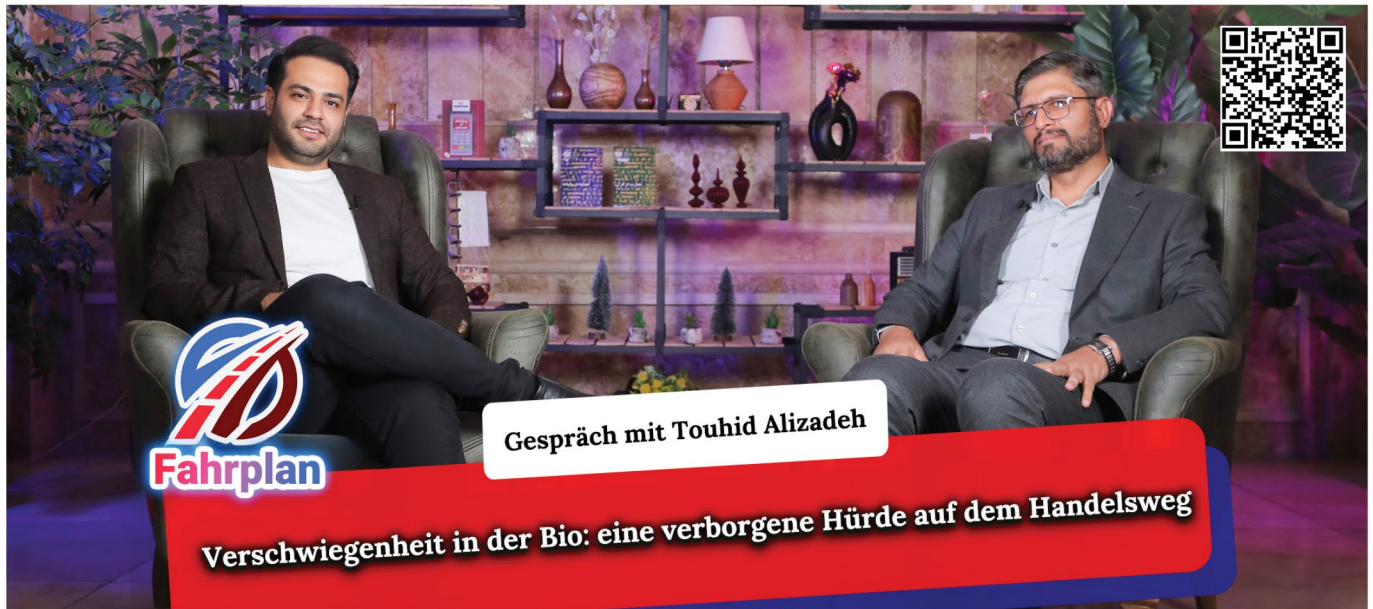 Fahrplan
Gespräch mit Touhid Alizadeh
Verschwiegenheit in der Bio: eine verborgene Hürde auf dem Handelsweg